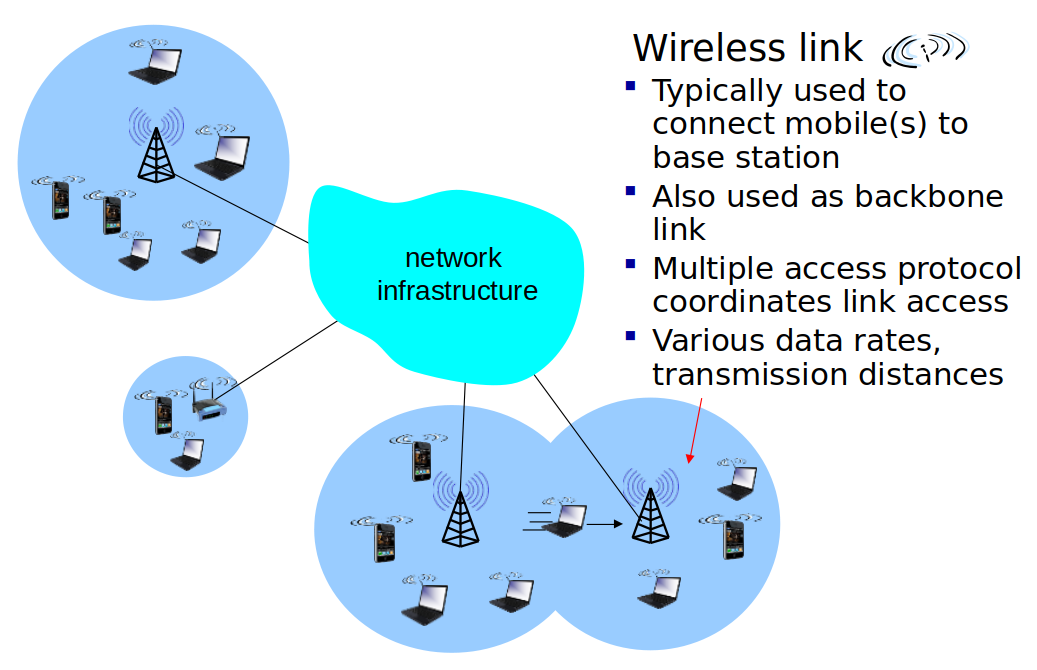 Wireless link
Typically used to
connect mobile(s) to
base station
Also used as backbone
link
Multiple access protocol
coordinates link access
Various data rates,
transmission distances
network
infrastructure